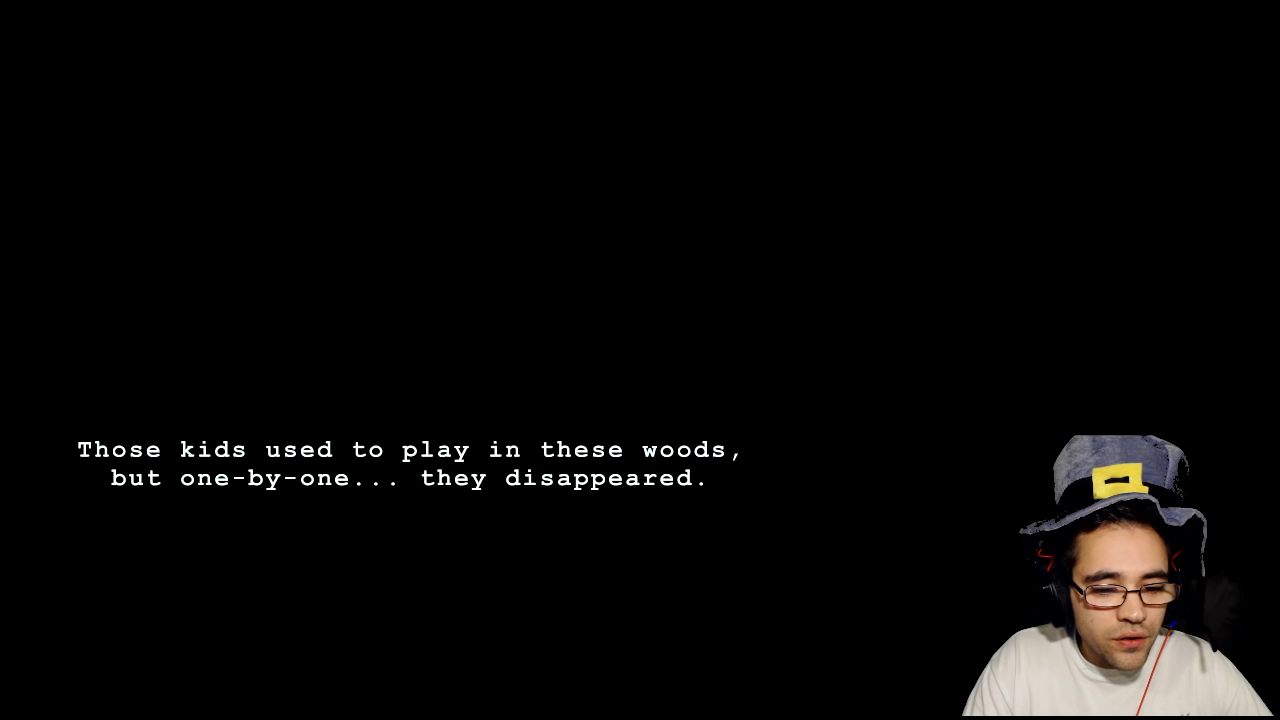 Those kids used to play in these woods,
but one-by-one... they disappeared.